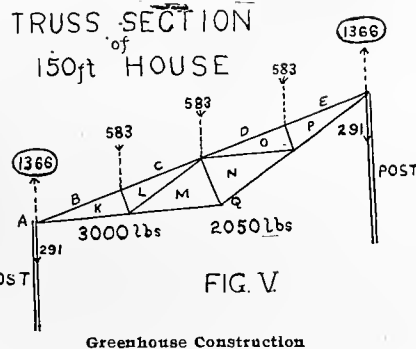 TRUSS SECTION
of
150ft HOUSE
1366
583
583
583
1366
A
B
C
D
E
K
L
M
N
O
P
Q
291
291
3000 lbs
2050 lbs
POST
POST
FIG. V.
Greenhouse Construction